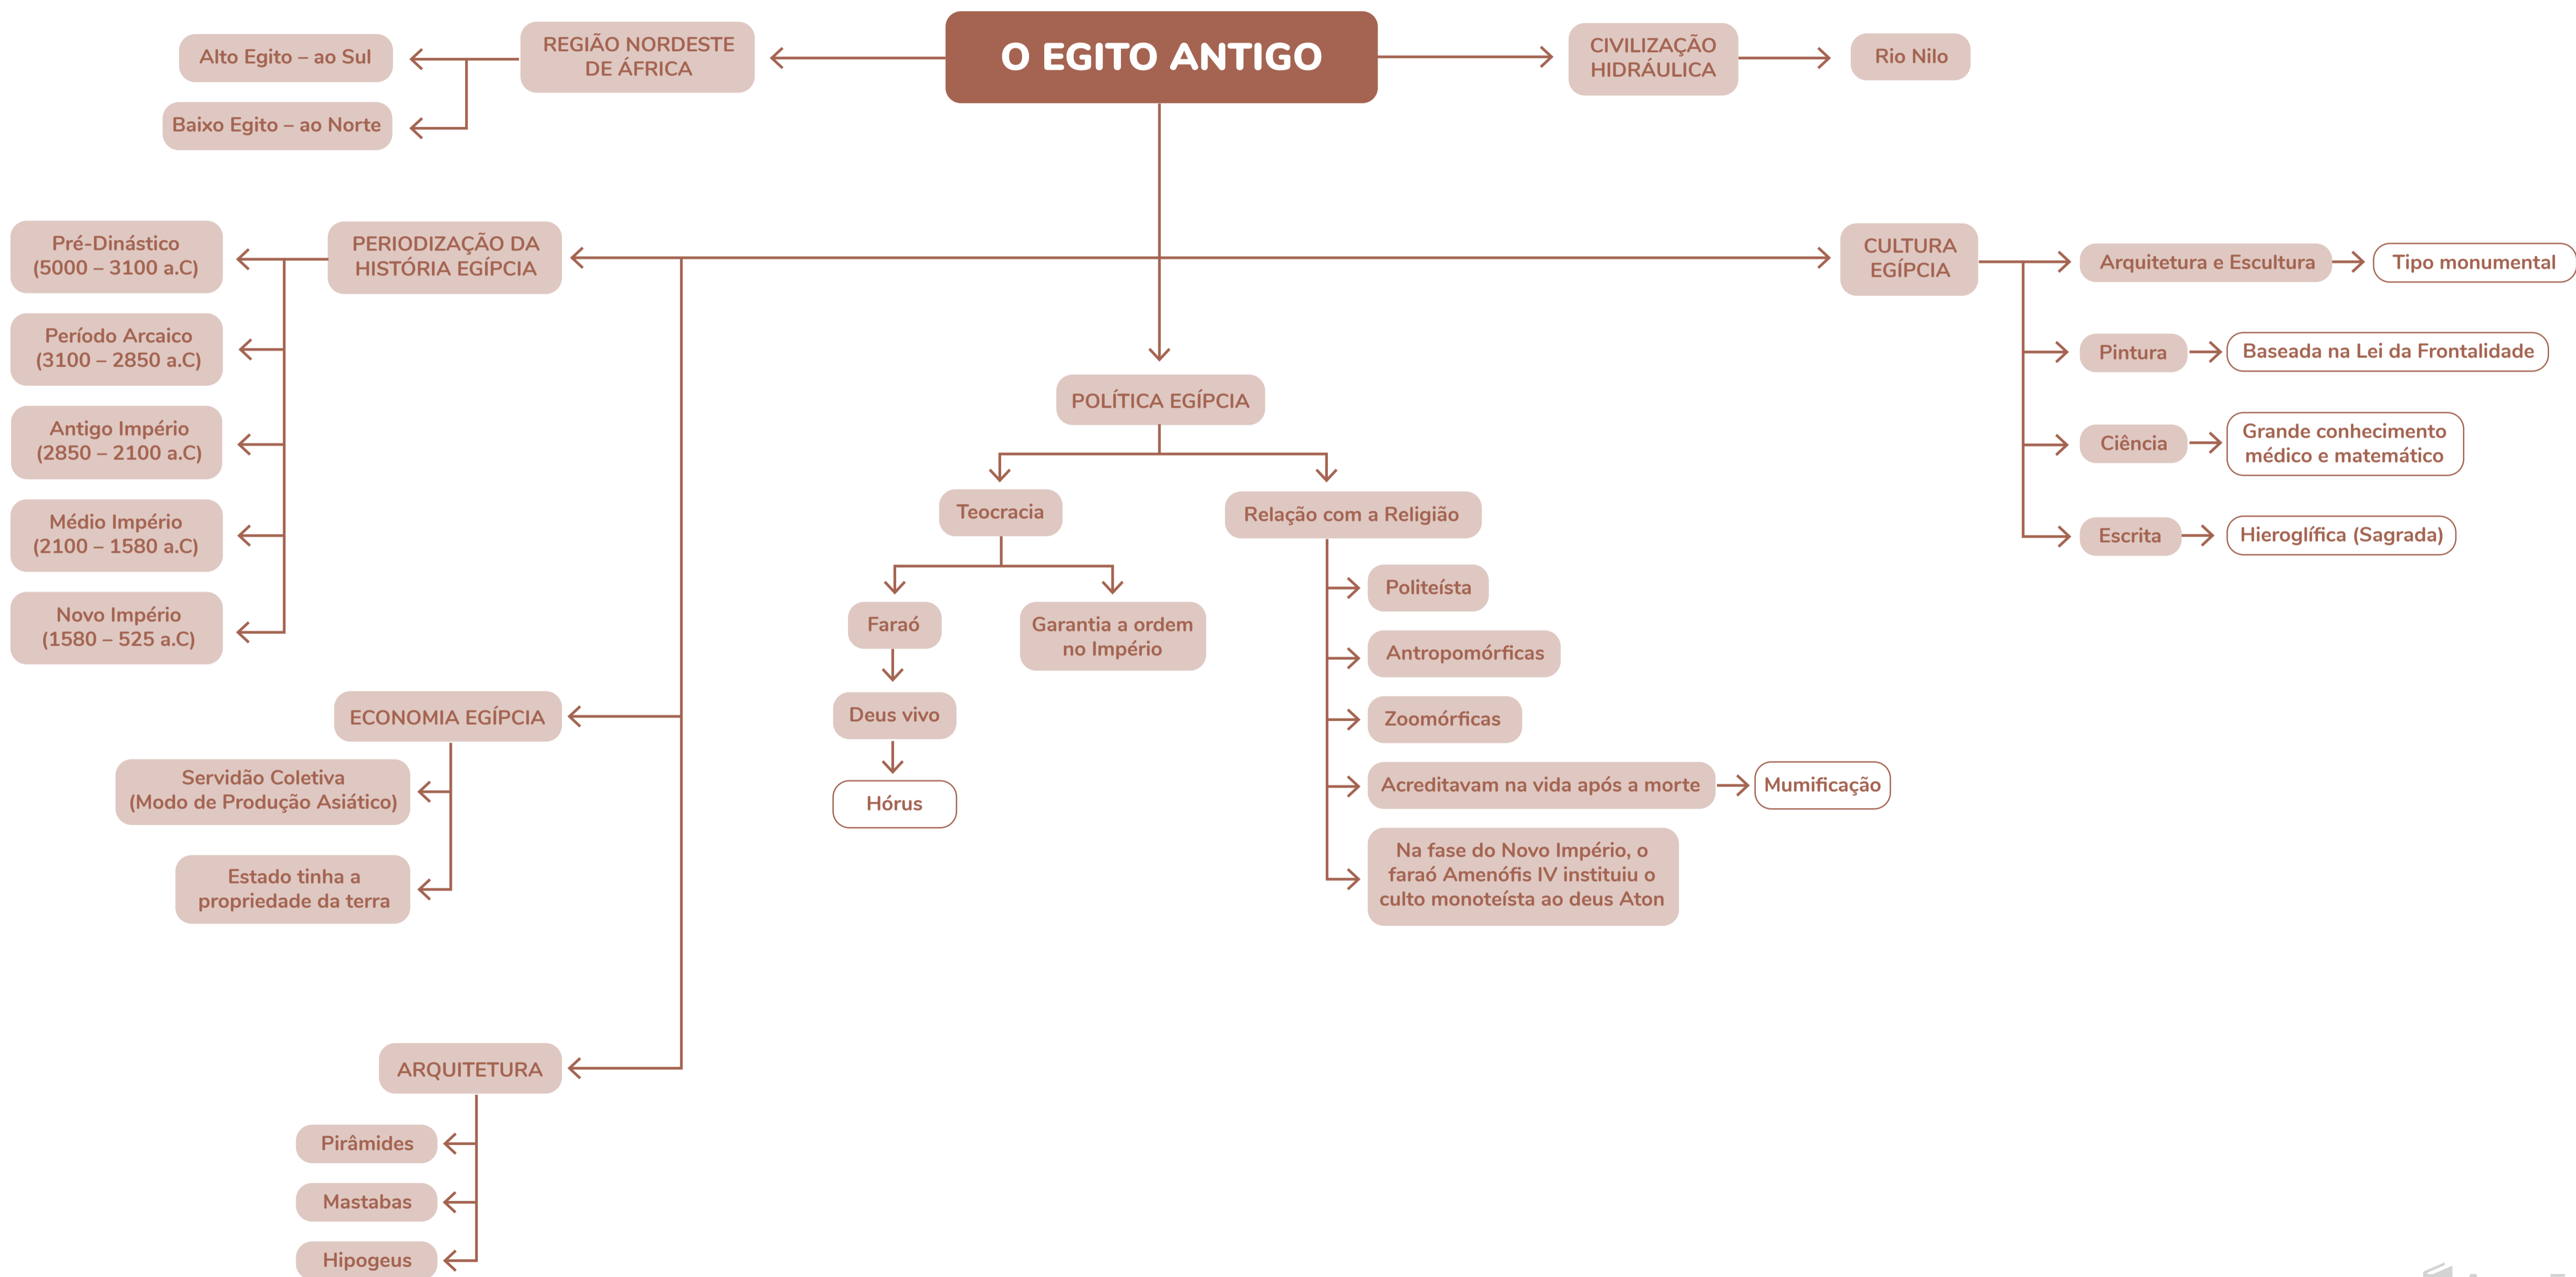 O EGITO ANTIGO
REGIÃO NORDESTE
DE ÁFRICA
Alto Egito – ao Sul
Baixo Egito – ao Norte
CIVILIZAÇÃO
HIDRÁULICA
Rio Nilo
PERIODIZAÇÃO DA
HISTÓRIA EGÍPCIA
Pré-Dinástico
(5000 – 3100 a.C)
Período Arcaico
(3100 – 2850 a.C)
Antigo Império
(2850 – 2100 a.C)
Médio Império
(2100 – 1580 a.C)
Novo Império
(1580 – 525 a.C)
ECONOMIA EGÍPCIA
Servidão Coletiva
(Modo de Produção Asiático)
Estado tinha a
propriedade da terra
ARQUITETURA
Pirâmides
Mastabas
Hipogeus
POLÍTICA EGÍPCIA
Teocracia
Faraó
Deus vivo
Hórus
Garantia a ordem
no Império
Relação com a Religião
Politeísta
Antropomórficas
Zoomórficas
Acreditavam na vida após a morte
Mumificação
Na fase do Novo Império, o
faraó Amenófis IV instituiu o
culto monoteísta ao deus Aton
CULTURA
EGÍPCIA
Arquitetura e Escultura
Tipo monumental
Pintura
Baseada na Lei da Frontalidade
Ciência
Grande conhecimento
médico e matemático
Escrita
Hieroglífica (Sagrada)